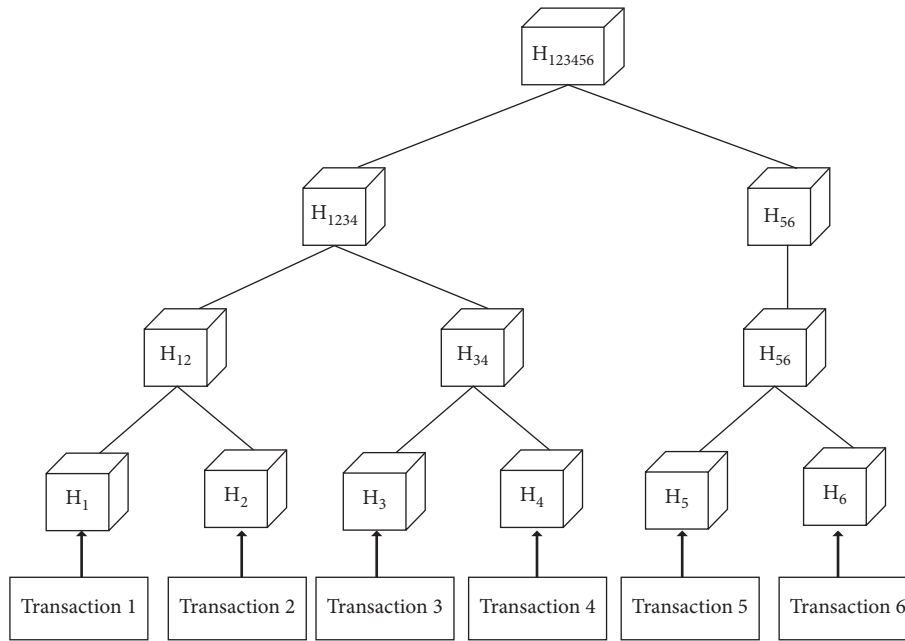 H₁₂₃₄₅₆
H₁₂₃₄
H₅₆
H₁₂
H₃₄
H₅₆
H₁
H₂
H₃
H₄
H₅
H₆
Transaction 1
Transaction 2
Transaction 3
Transaction 4
Transaction 5
Transaction 6